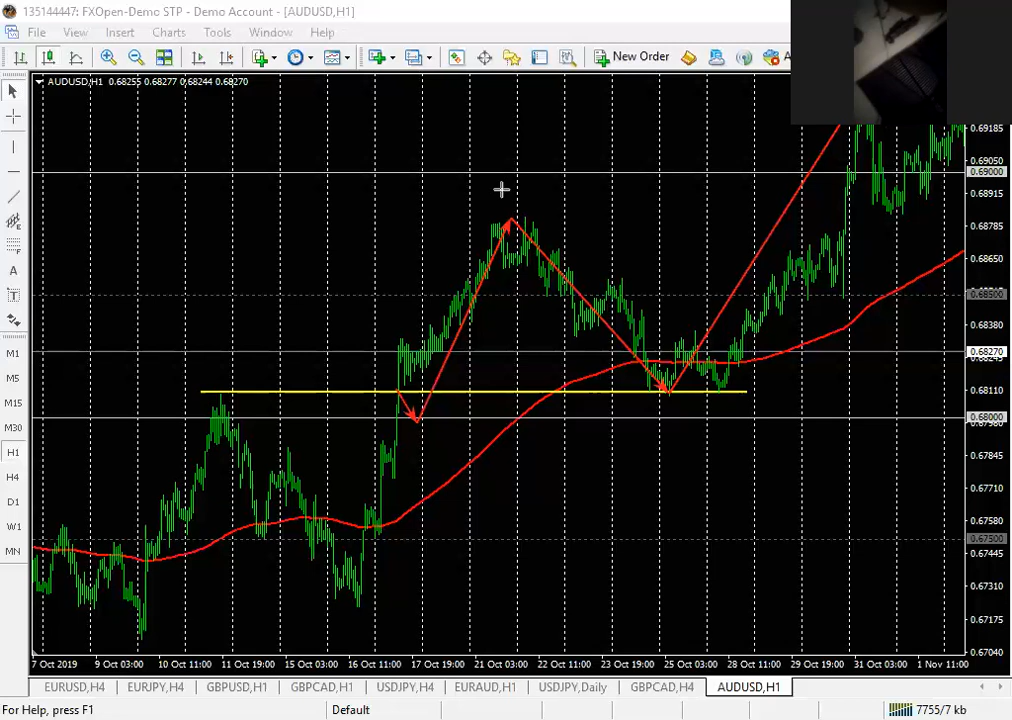 135144447: FXOpen-Demo STP - Demo Account - [AUDUSD,H1]
File View Insert Charts Tools Window Help
New Order A
AUDUSD,H1 0.68255 0.68277 0.68244 0.68270
0.69185
0.69050
0.69000
0.68915
0.68785
0.68650
0.68500
0.68380
0.68270
0.68110
0.68000
0.67845
0.67710
0.67580
0.67500
0.67445
0.67310
0.67175
0.67040
A
T
M1
M5
M15
M30
H1
H4
D1
W1
MN
7 Oct 2019 9 Oct 03:00 10 Oct 11:00 11 Oct 19:00 15 Oct 03:00 16 Oct 11:00 17 Oct 19:00 21 Oct 03:00 22 Oct 11:00 23 Oct 19:00 25 Oct 03:00 28 Oct 11:00 29 Oct 19:00 31 Oct 03:00 1 Nov 11:00
EURUSD,H4 EURJPY,H4 GBPUSD,H1 GBPCAD,H1 USDJPY,H4 EURAUD,H1 USDJPY,Daily GBPCAD,H4 AUDUSD,H1
For Help, press F1 Default 7755/7 kb